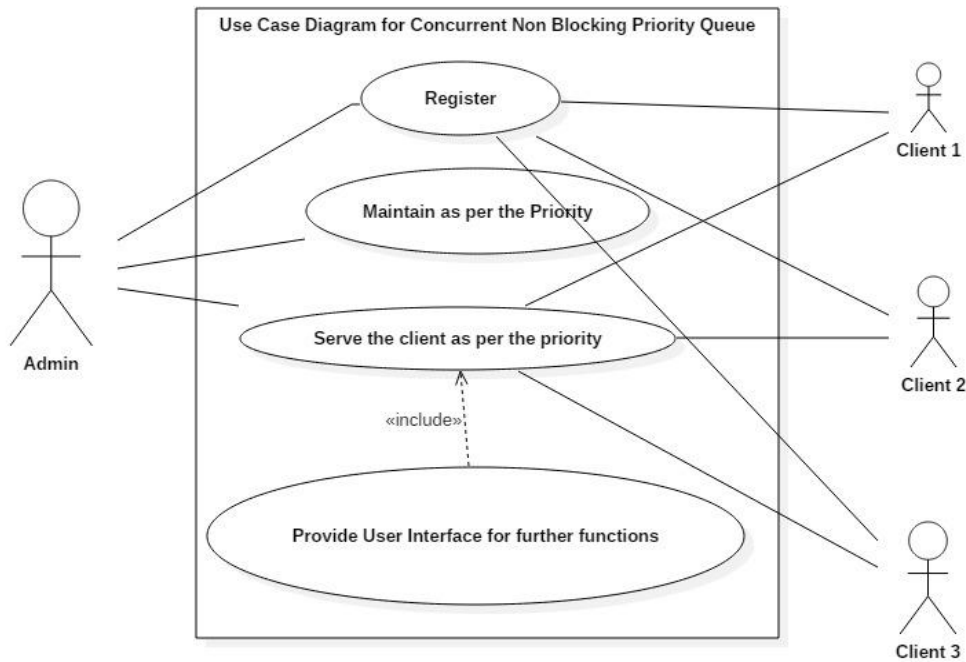 Use Case Diagram for Concurrent Non Blocking Priority Queue
Register
Client 1
Maintain as per the Priority
Admin
Serve the client as per the priority
Client 2
«include»
Provide User Interface for further functions
Client 3